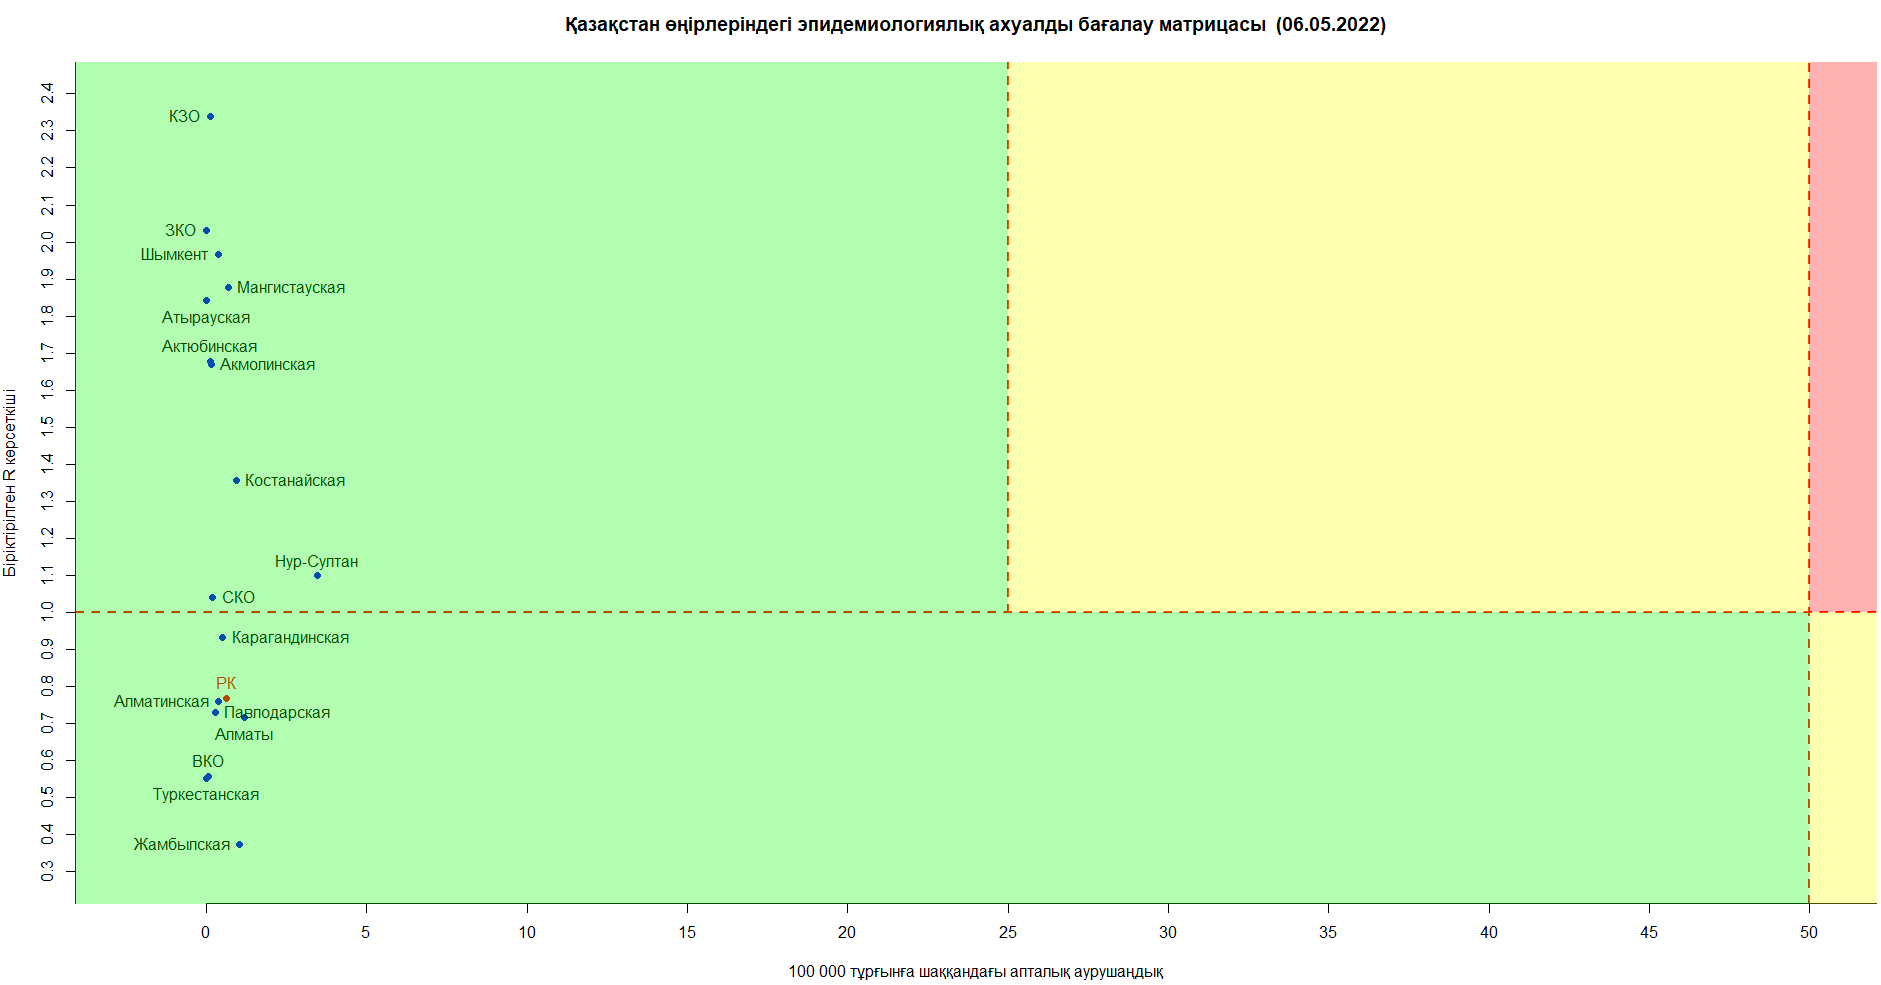 Қазақстан өңірлеріндегі эпидемиологиялық ахуалды бағалау матрицасы (06.05.2022)
Біріктірілген R көрсеткіші
2.4
2.3
2.2
2.1
2.0
1.9
1.8
1.7
1.6
1.5
1.4
1.3
1.2
1.1
1.0
0.9
0.8
0.7
0.6
0.5
0.4
0.3
КЗО
ЗКО
Шымкент
Мангистауская
Атырауская
Актюбинская
Акмолинская
Костанайская
Нур-Султан
СКО
Карагандинская
РК
Алматинская
Павлодарская
Алматы
ВКО
Туркестанская
Жамбылская
0 5 10 15 20 25 30 35 40 45 50
100 000 тұрғынға шаққандағы апталық аурушаңдық